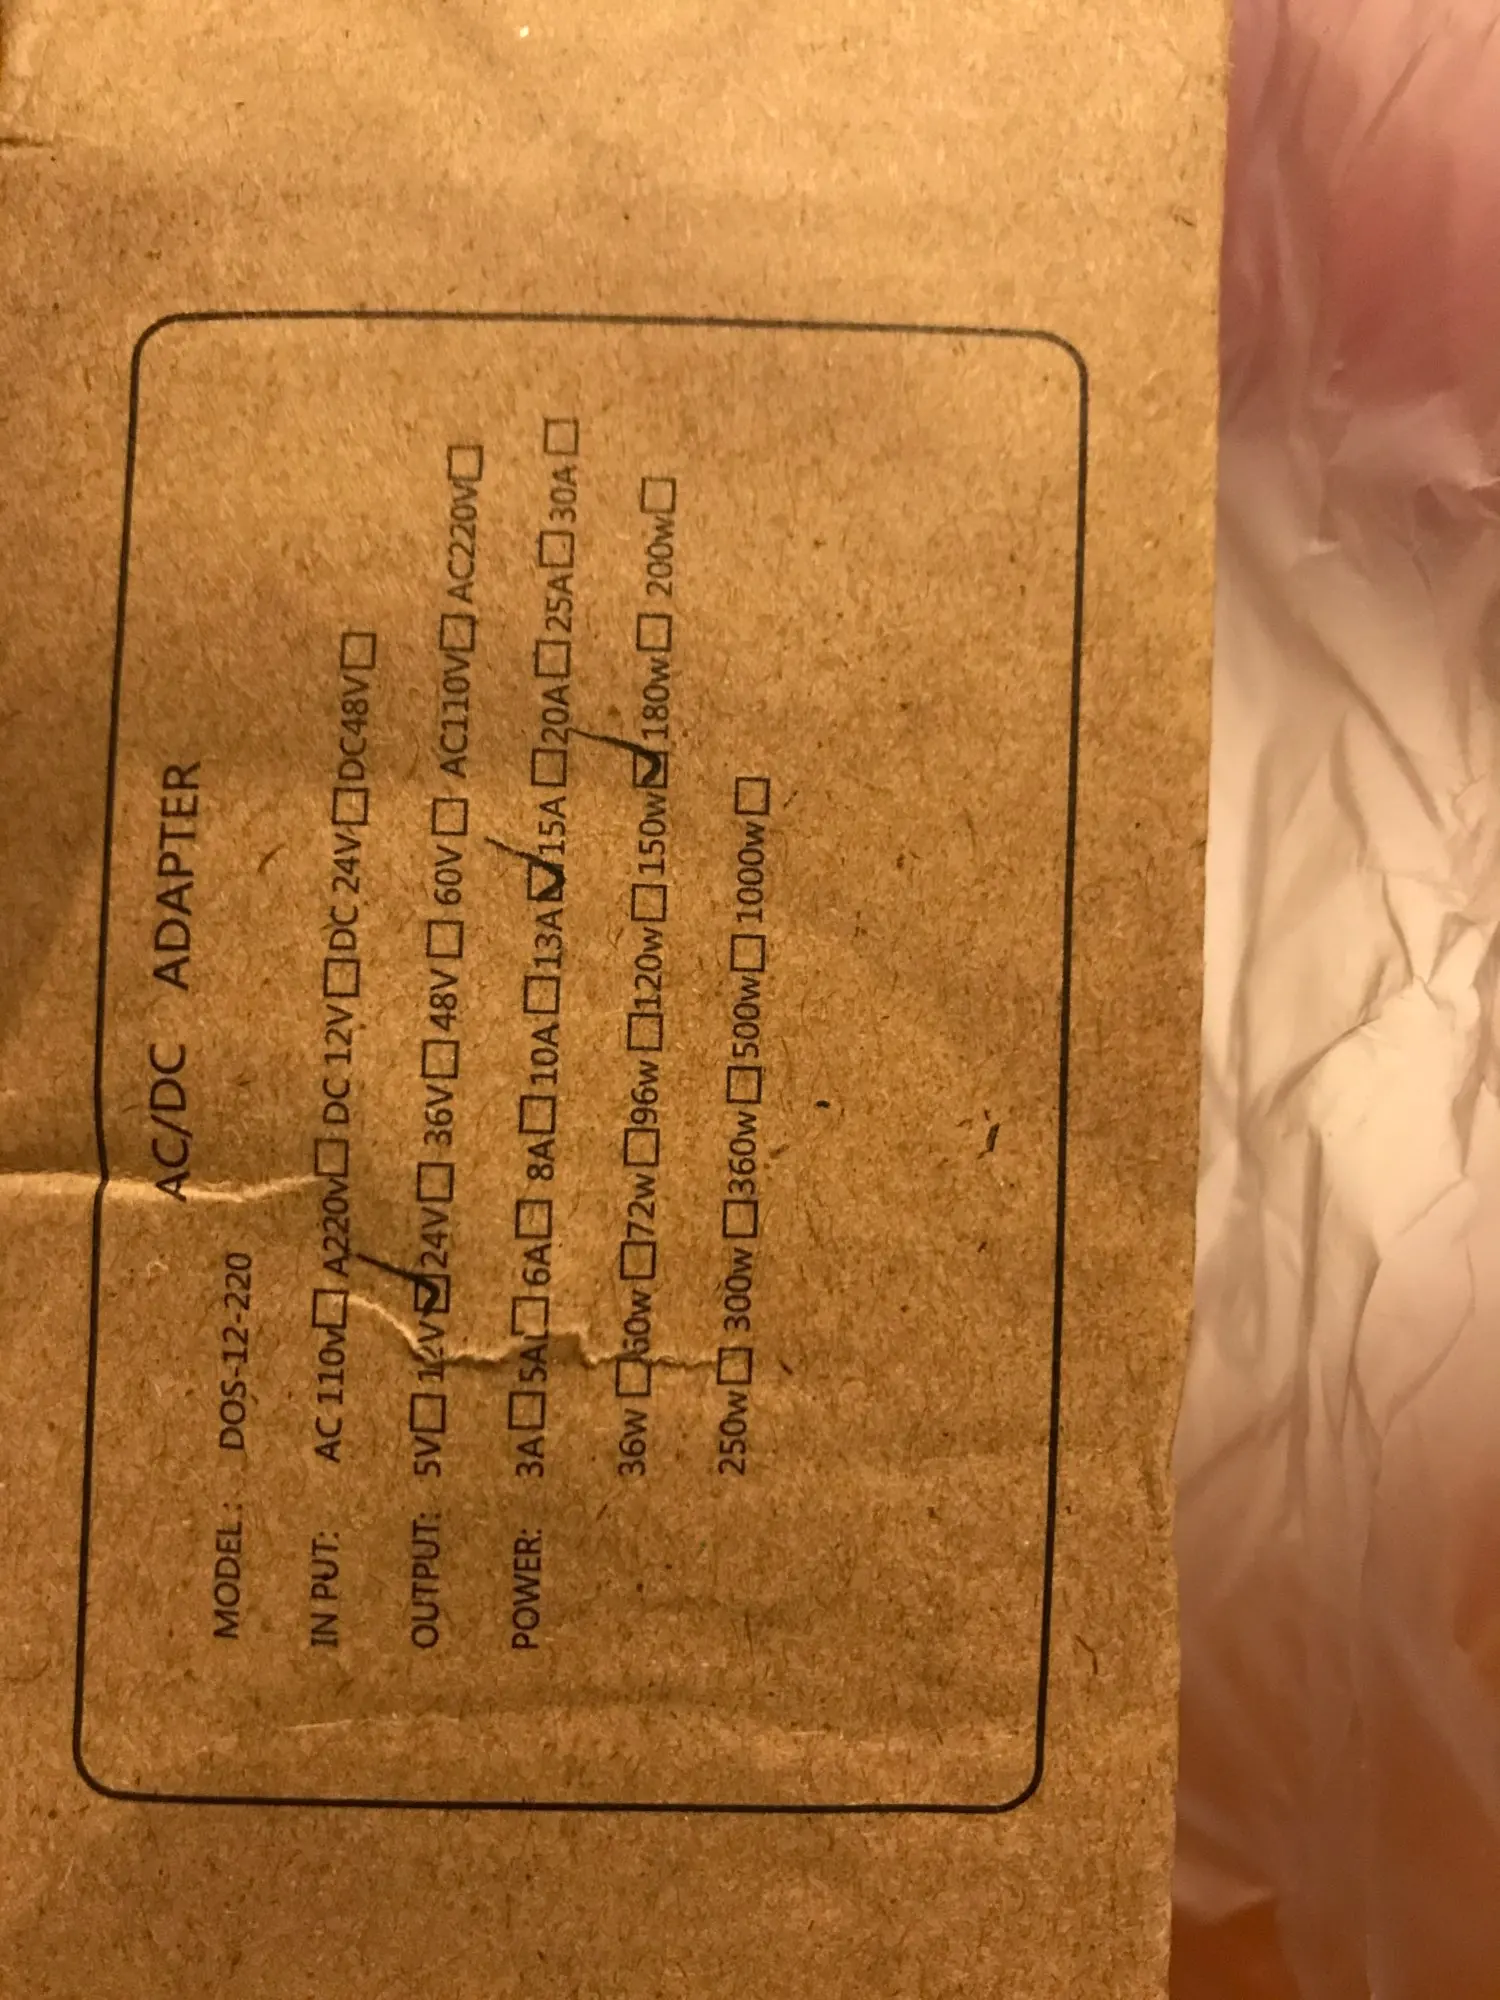 AC/DC ADAPTER
MODEL: DOS-12-220
IN PUT: AC 110v□ A220v□ DC 12V□ DC 24V□ DC48V□
OUTPUT: 5V□ 12V☑ 24V□ 36V□ 48V□ 60V□ AC110V□ AC220V□
POWER: 3A□ 5A□ 6A□ 8A□ 10A□ 13A☑ 15A□ 20A□ 25A□ 30A□
36w□ 60w□ 72w□ 96w□ 120w□ 150w☑ 180w□ 200w□
250w□ 300w□ 360w□ 500w□ 1000w□